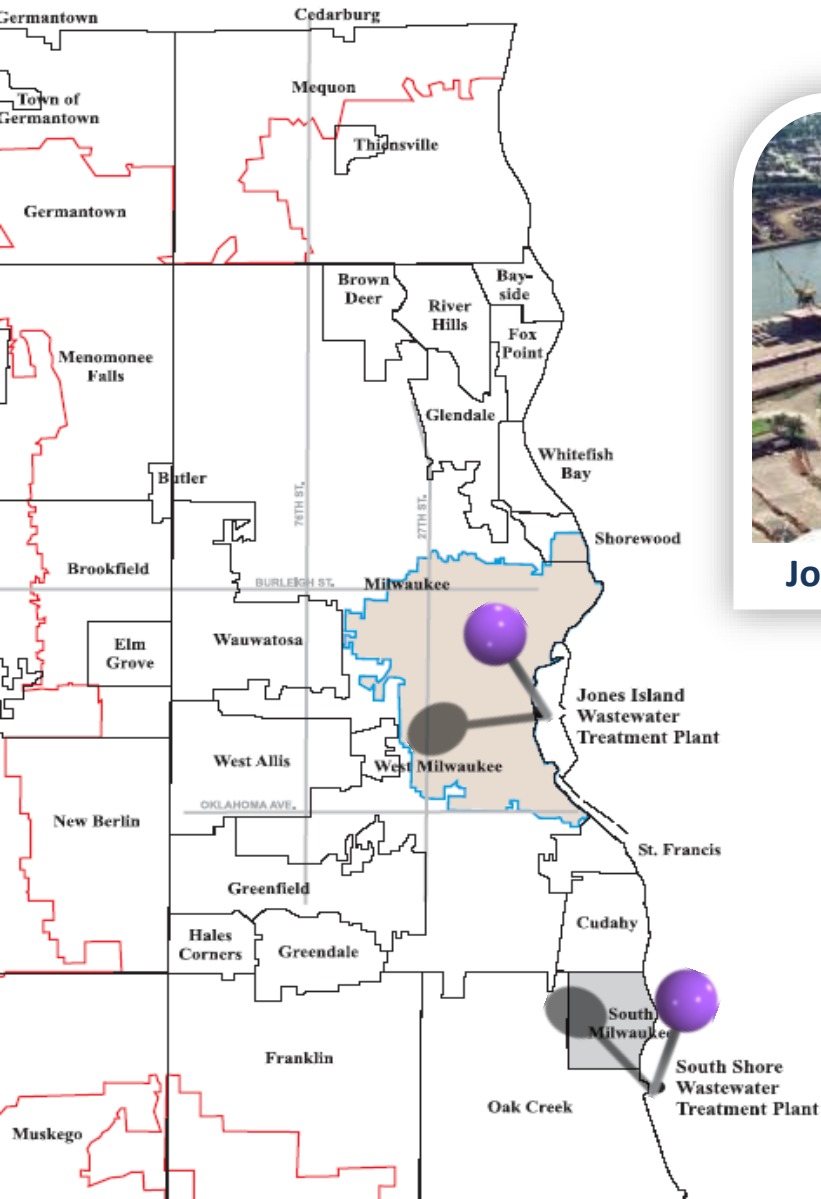 Germantown
Cedarburg
Town of
Germantown
Mequon
Thiensville
Germantown
Brown
Deer
River
Hills
Bay-
side
Fox
Point
Menomonee
Falls
Glendale
Whitefish
Bay
Butler
76TH ST.
27TH ST.
Shorewood
Brookfield
BURLEIGH ST.
Milwaukee
Elm
Grove
Wauwatosa
Jones Island
Wastewater
Treatment Plant
West Allis
West Milwaukee
New Berlin
OKLAHOMA AVE.
St. Francis
Greenfield
Hales
Corners
Greendale
Cudahy
South
Milwaukee
Franklin
South Shore
Wastewater
Treatment Plant
Oak Creek
Muskego
Jo